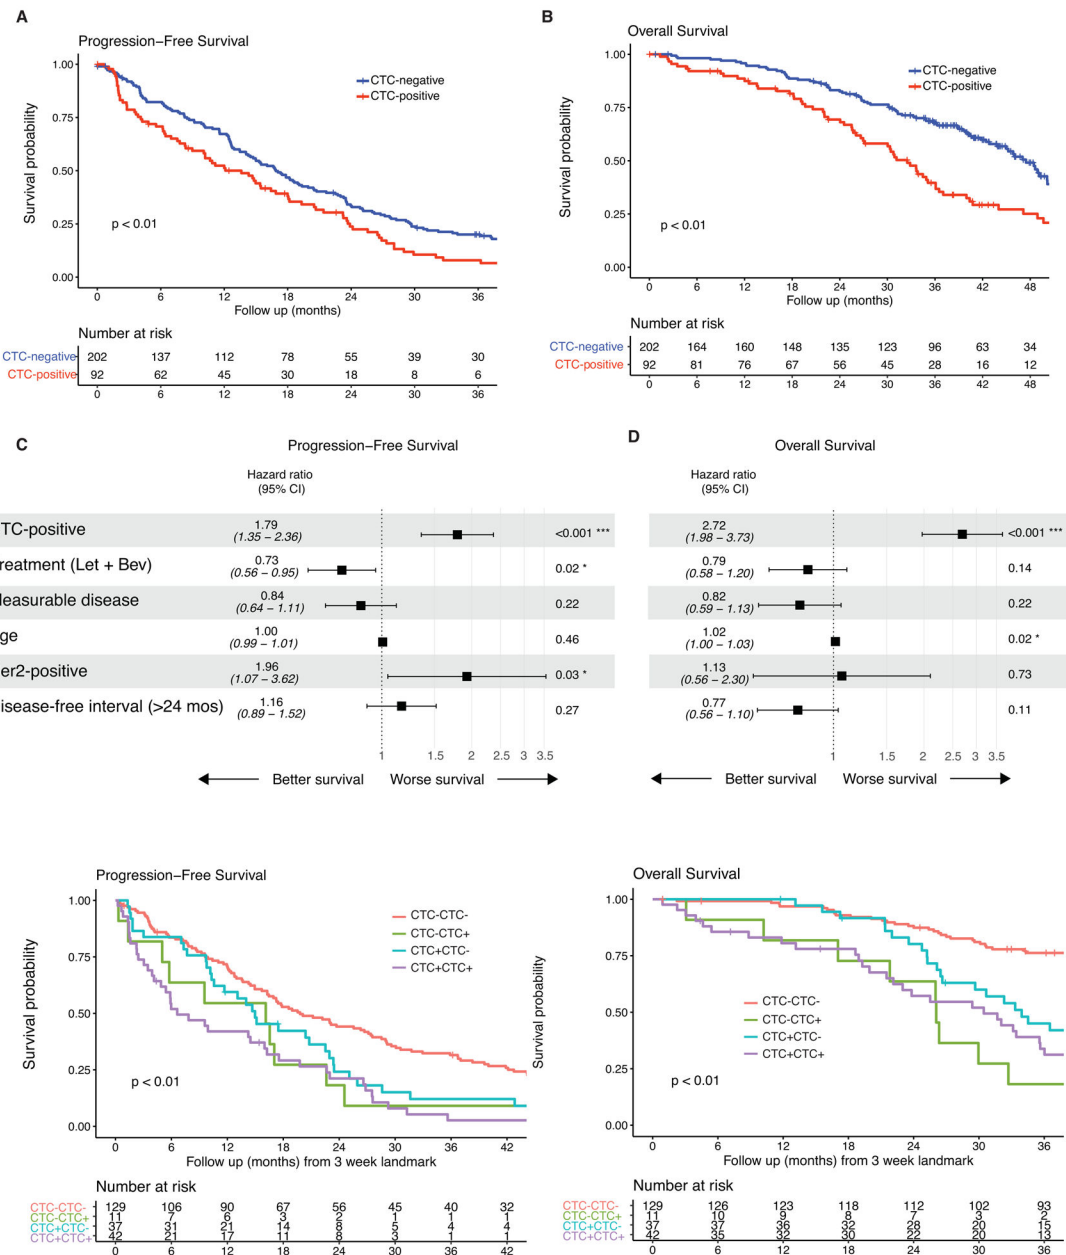 A
Progression−Free Survival
Survival probability
1.00
0.75
0.50
0.25
0.00
CTC-negative
CTC-positive
p < 0.01
0 6 12 18 24 30 36
Follow up (months)
Number at risk
CTC-negative 202 137 112 78 55 39 30
CTC-positive 92 62 45 30 18 8 6
0 6 12 18 24 30 36
B
Overall Survival
Survival probability
1.00
0.75
0.50
0.25
0.00
CTC-negative
CTC-positive
p < 0.01
0 6 12 18 24 30 36 42 48
Follow up (months)
Number at risk
CTC-negative 202 164 160 148 135 123 96 63 34
CTC-positive 92 81 76 67 56 45 28 16 12
0 6 12 18 24 30 36 42 48
C
Progression−Free Survival
Hazard ratio
(95% CI)
TC-positive 1.79 <0.001 ***
(1.35 − 2.36)
reatment (Let + Bev) 0.73 0.02 *
(0.56 − 0.95)
leasurable disease 0.84 0.22
(0.64 − 1.11)
ge 1.00 0.46
(0.99 − 1.01)
er2-positive 1.96 0.03 *
(1.07 − 3.62)
isease-free interval (>24 mos) 1.16 0.27
(0.89 − 1.52)
1 1.5 2 2.5 3 3.5
Better survival Worse survival
D
Overall Survival
Hazard ratio
(95% CI)
2.72 <0.001 ***
(1.98 − 3.73)
0.79 0.14
(0.58 − 1.20)
0.82 0.22
(0.59 − 1.13)
1.02 0.02 *
(1.00 − 1.03)
1.13 0.73
(0.56 − 2.30)
0.77 0.11
(0.56 − 1.10)
1 1.5 2 2.5 3 3.5
Better survival Worse survival
Progression−Free Survival
Survival probability
1.00
0.75
0.50
0.25
0.00
CTC-CTC-
CTC-CTC+
CTC+CTC-
CTC+CTC+
p < 0.01
0 6 12 18 24 30 36 42
Follow up (months) from 3 week landmark
Number at risk
CTC-CTC- 129 106 90 67 56 45 40 32
CTC-CTC+ 11 7 6 3 2 1 1 1
CTC+CTC- 37 31 21 14 8 5 4 4
CTC+CTC+ 42 21 17 11 8 3 1 1
0 6 12 18 24 30 36 42
Overall Survival
Survival probability
1.00
0.75
0.50
0.25
0.00
CTC-CTC-
CTC-CTC+
CTC+CTC-
CTC+CTC+
p < 0.01
0 6 12 18 24 30 36
Follow up (months) from 3 week landmark
Number at risk
CTC-CTC- 129 126 123 118 112 102 93
CTC-CTC+ 11 10 9 8 7 3 2
CTC+CTC- 37 37 36 32 28 20 15
CTC+CTC+ 42 35 32 30 22 20 13
0 6 12 18 24 30 36